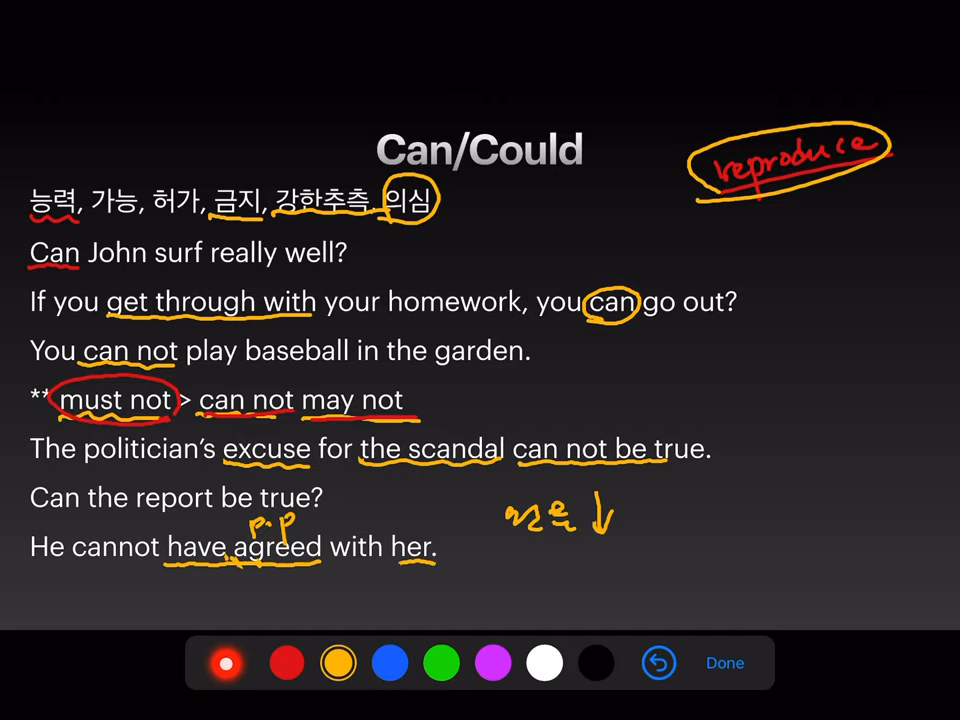 Can/Could
reproduce
능력, 가능, 허가, 금지, 강한추측, 의심
Can John surf really well?
If you get through with your homework, you can go out?
You can not play baseball in the garden.
** must not > can not may not
The politician’s excuse for the scandal can not be true.
Can the report be true?
p.p
He cannot have agreed with her.
Done